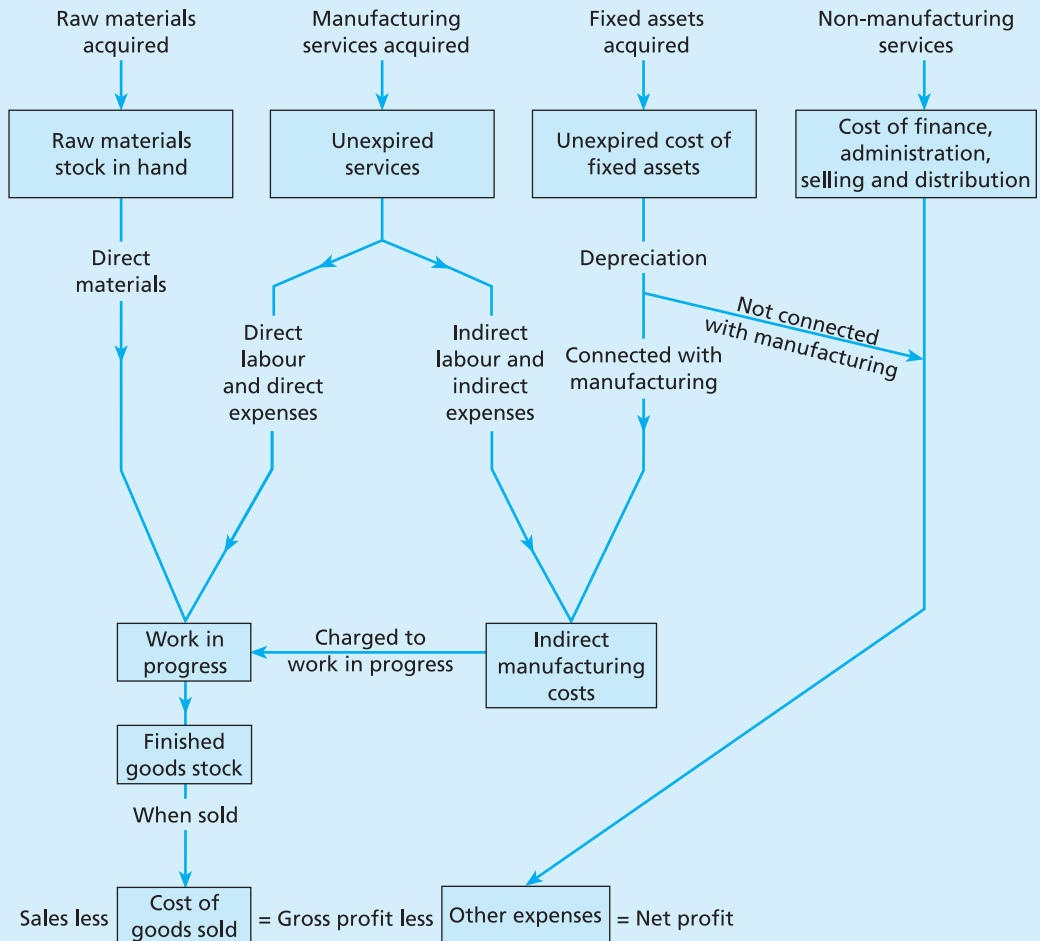 Raw materials
acquired
Manufacturing
services acquired
Fixed assets
acquired
Non-manufacturing
services
Raw materials
stock in hand
Unexpired
services
Unexpired cost of
fixed assets
Cost of finance,
administration,
selling and distribution
Direct
materials
Depreciation
Not connected
with manufacturing
Direct
labour
and direct
expenses
Indirect
labour and
indirect
expenses
Connected with
manufacturing
Work in
progress
Charged to
work in progress
Indirect
manufacturing
costs
Finished
goods stock
When sold
Sales less
Cost of
goods sold
= Gross profit less
Other expenses
= Net profit